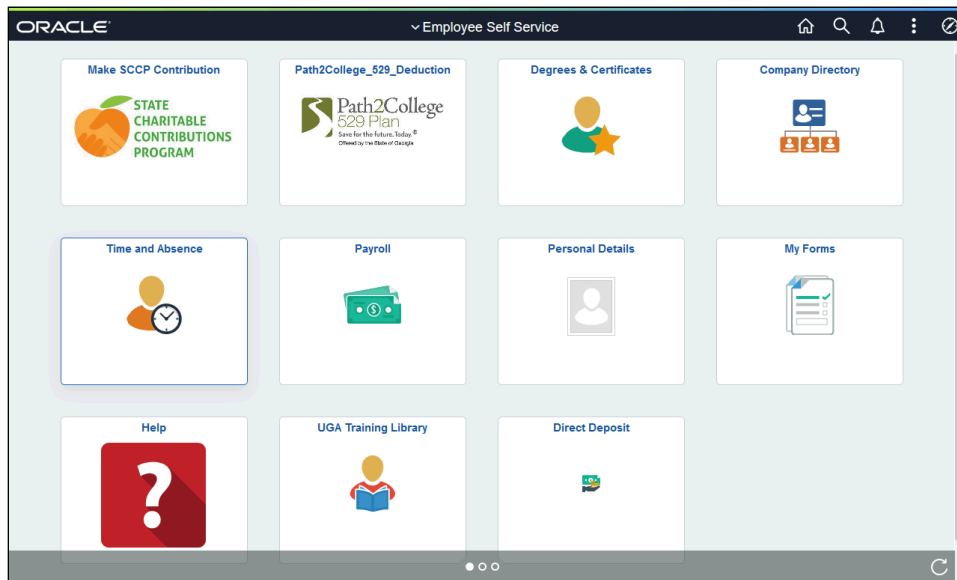 ORACLE
Employee Self Service
Make SCCP Contribution
STATE
CHARITABLE
CONTRIBUTIONS
PROGRAM
Path2College_529_Deduction
Path2College
529 Plan
Save for the future. Today.®
Offered by the State of Georgia
Degrees & Certificates
Company Directory
Time and Absence
Payroll
$
Personal Details
My Forms
Help
?
UGA Training Library
Direct Deposit